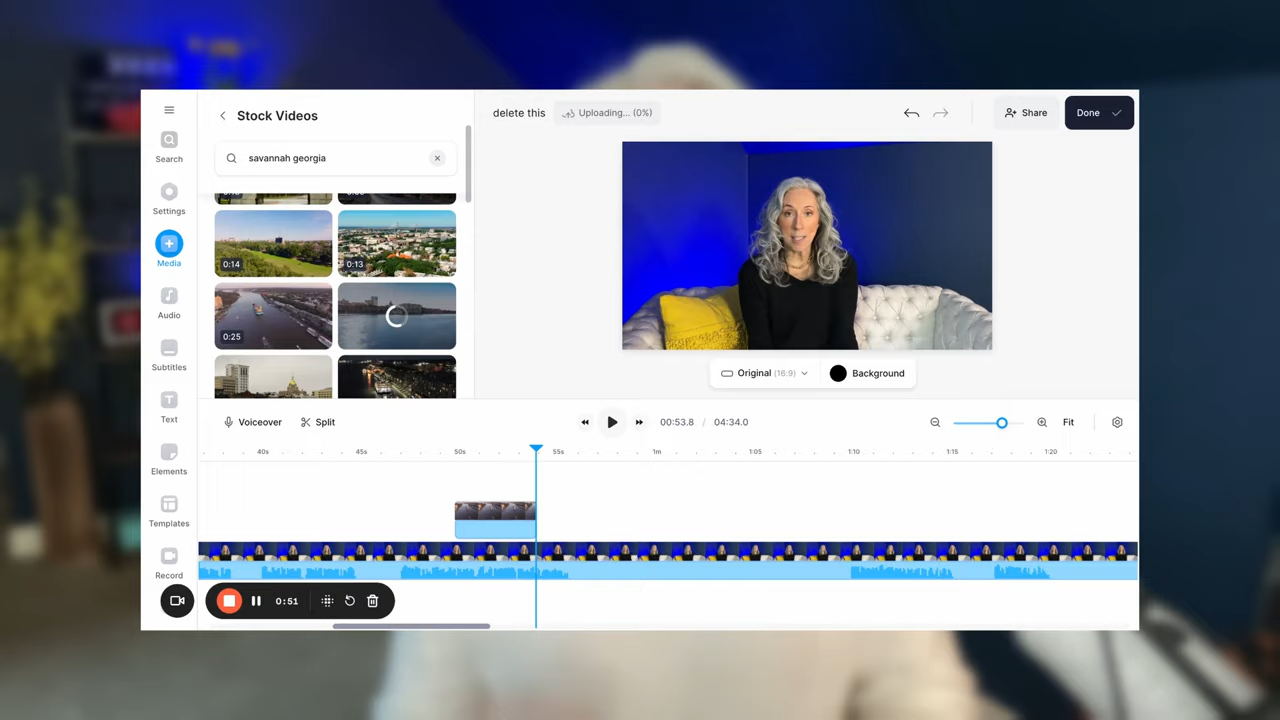 Stock Videos
savannah georgia
delete this
Uploading... (0%)
Share
Done
Search
Settings
Media
Audio
Subtitles
Text
Elements
Templates
Record
0:14
0:13
0:25
Original (16:9)
Background
Voiceover
Split
00:53.8 / 04:34.0
Fit
40s 45s 50s 55s 1m 1:05 1:10 1:15 1:20
0:51